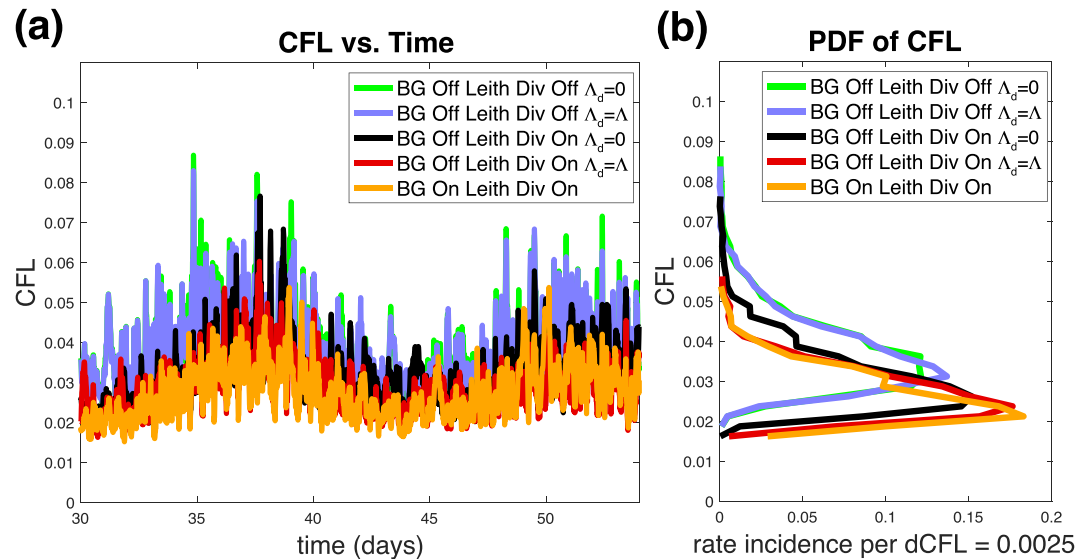 (a)
CFL vs. Time
BG Off Leith Div Off Λd=0
BG Off Leith Div Off Λd=Λ
BG Off Leith Div On Λd=0
BG Off Leith Div On Λd=Λ
BG On Leith Div On
CFL
0.1
0.09
0.08
0.07
0.06
0.05
0.04
0.03
0.02
0.01
0
30
35
40
45
50
time (days)
(b)
PDF of CFL
BG Off Leith Div Off Λd=0
BG Off Leith Div Off Λd=Λ
BG Off Leith Div On Λd=0
BG Off Leith Div On Λd=Λ
BG On Leith Div On
CFL
0.1
0.09
0.08
0.07
0.06
0.05
0.04
0.03
0.02
0.01
0
0
0.05
0.1
0.15
0.2
rate incidence per dCFL = 0.0025